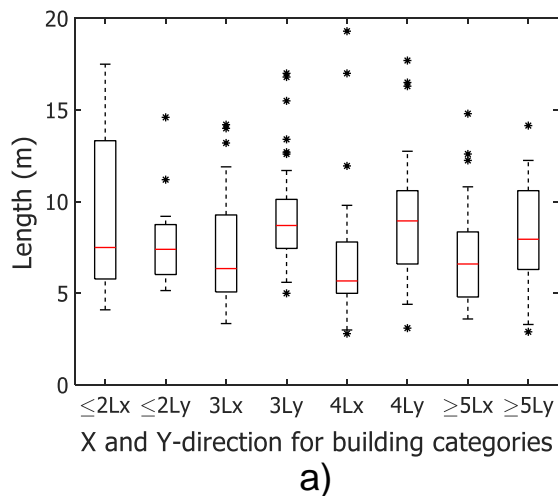 20
15
10
5
0
Length (m)
≤2Lx ≤2Ly 3Lx 3Ly 4Lx 4Ly ≥5Lx ≥5Ly
X and Y-direction for building categories
a)